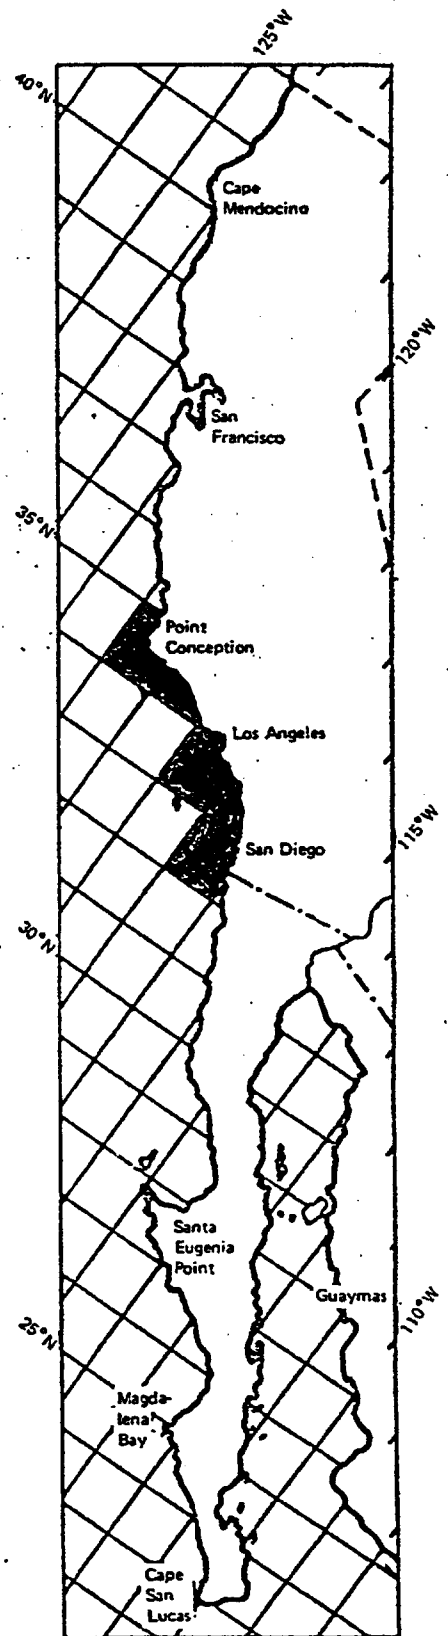 125°W
40°N
Cape
Mendocino
120°W
San
Francisco
35°N
Point
Conception
Los Angeles
115°W
San Diego
30°N
Santa
Eugenia
Point
Guaymas
110°W
25°N
Magda-
lena
Bay
Cape
San
Lucas